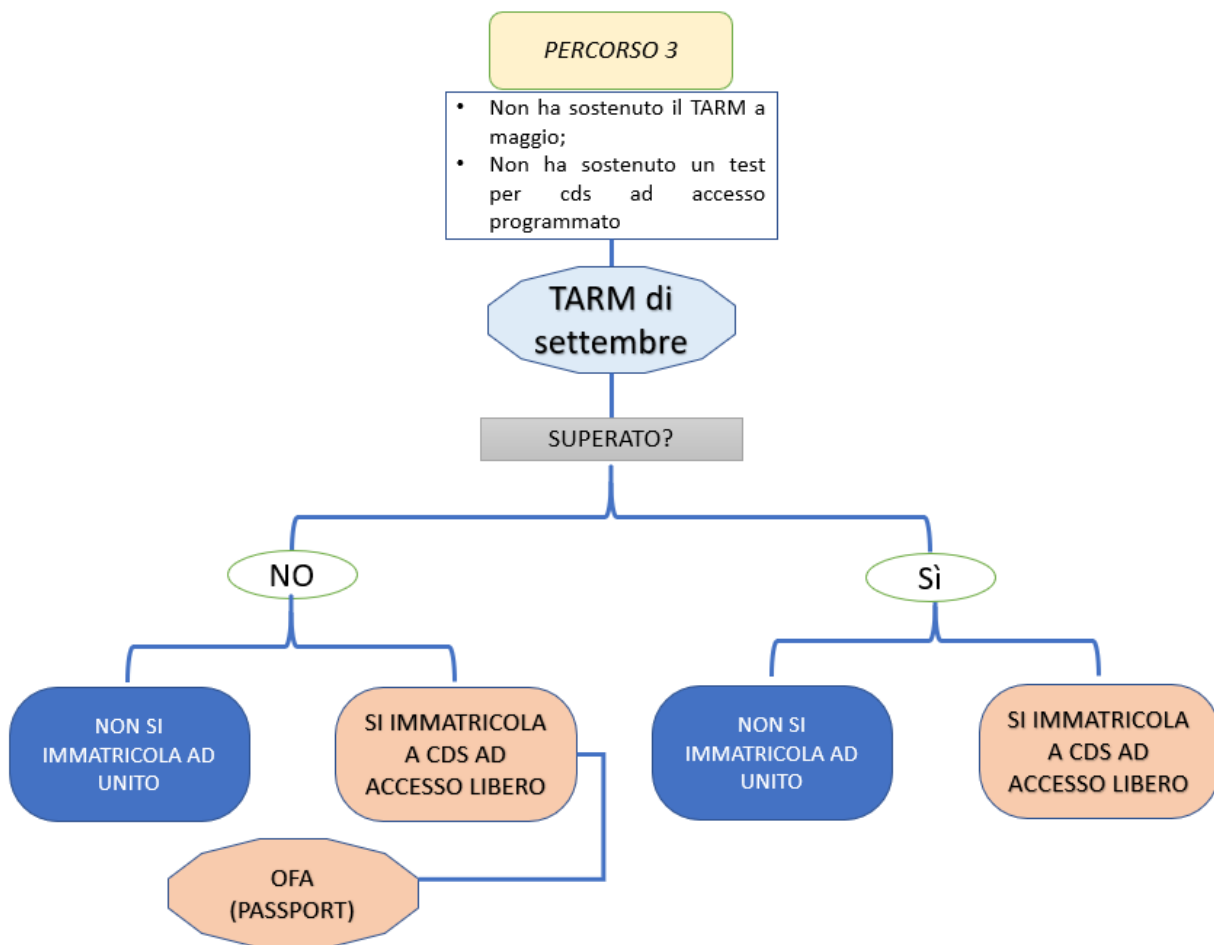 PERCORSO 3
• Non ha sostenuto il TARM a
maggio;
• Non ha sostenuto un test
per cds ad accesso
programmato
TARM di
settembre
SUPERATO?
NO
Sì
NON SI
IMMATRICOLA AD
UNITO
SI IMMATRICOLA
A CDS AD
ACCESSO LIBERO
NON SI
IMMATRICOLA AD
UNITO
SI IMMATRICOLA
A CDS AD
ACCESSO LIBERO
OFA
(PASSPORT)